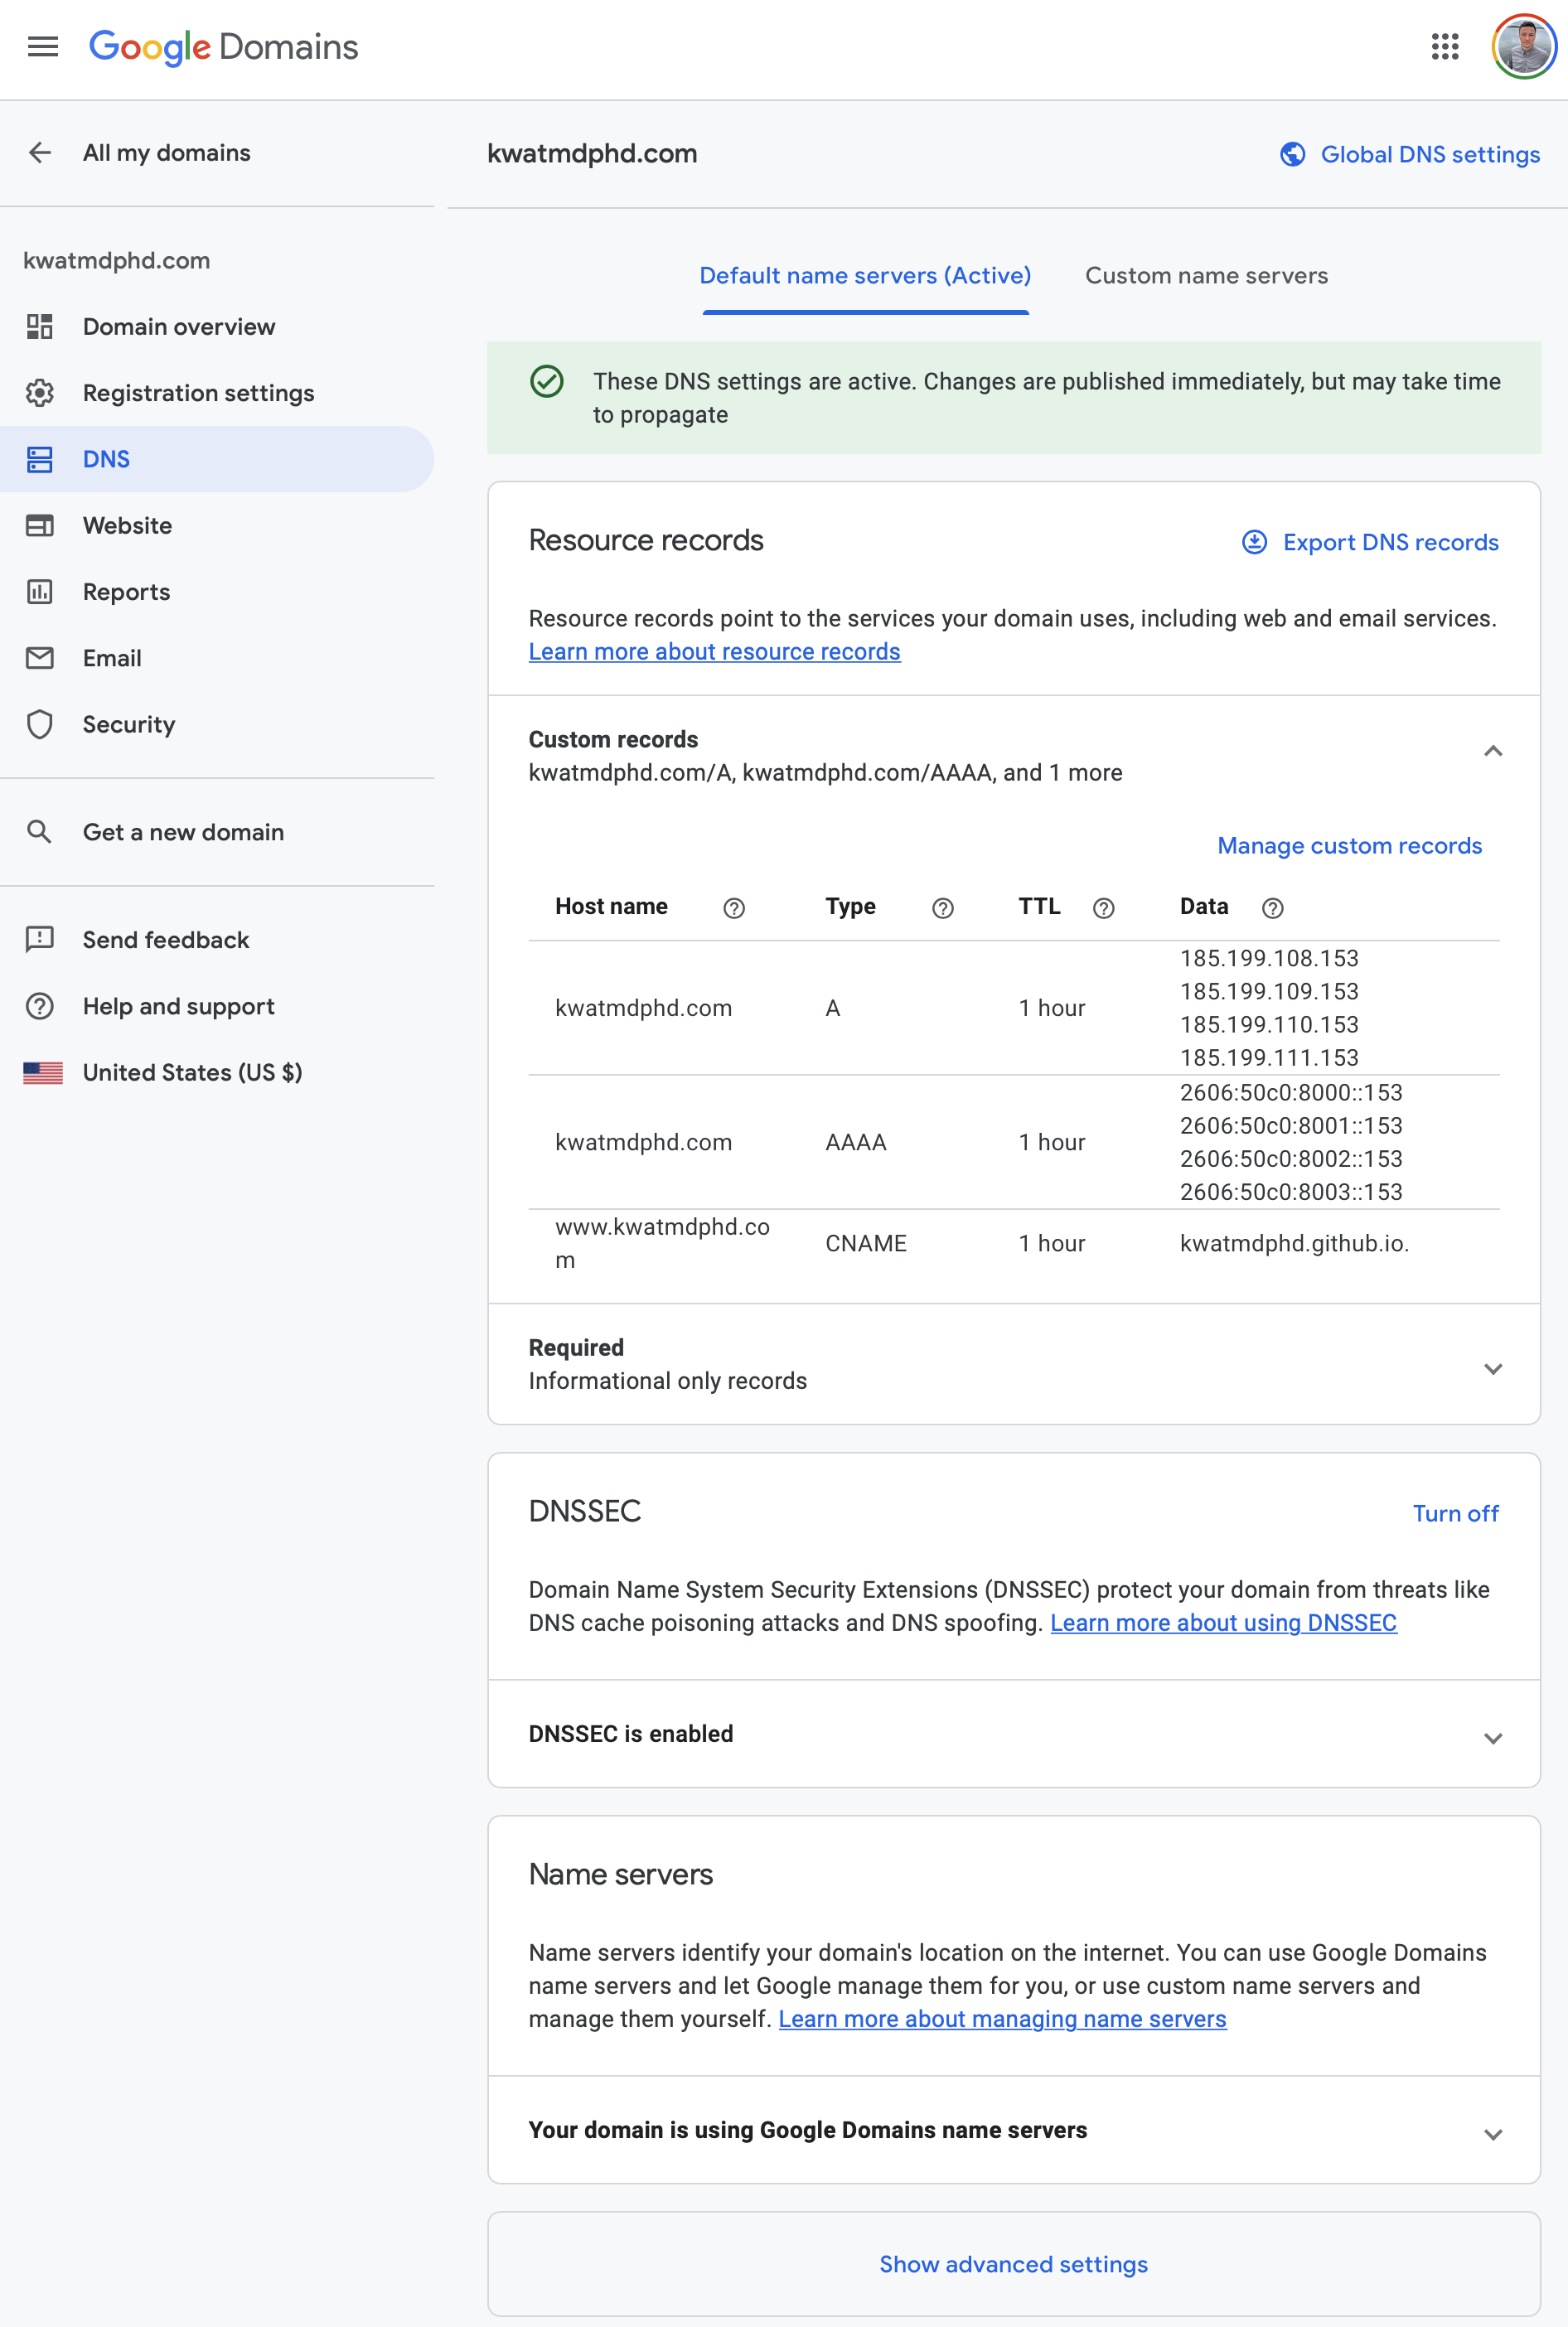 Google Domains
All my domains
kwatmdphd.com
Global DNS settings
kwatmdphd.com
Domain overview
Registration settings
DNS
Website
Reports
Email
Security
Get a new domain
Send feedback
Help and support
United States (US $)
Default name servers (Active)
Custom name servers
These DNS settings are active. Changes are published immediately, but may take time
to propagate
Resource records
Export DNS records
Resource records point to the services your domain uses, including web and email services.
Learn more about resource records
Custom records
kwatmdphd.com/A, kwatmdphd.com/AAAA, and 1 more
Manage custom records
Host name Type TTL Data
kwatmdphd.com A 1 hour
185.199.108.153
185.199.109.153
185.199.110.153
185.199.111.153
kwatmdphd.com AAAA 1 hour
2606:50c0:8000::153
2606:50c0:8001::153
2606:50c0:8002::153
2606:50c0:8003::153
www.kwatmdphd.co
m
CNAME 1 hour kwatmdphd.github.io.
Required
Informational only records
DNSSEC
Turn off
Domain Name System Security Extensions (DNSSEC) protect your domain from threats like
DNS cache poisoning attacks and DNS spoofing. Learn more about using DNSSEC
DNSSEC is enabled
Name servers
Name servers identify your domain's location on the internet. You can use Google Domains
name servers and let Google manage them for you, or use custom name servers and
manage them yourself. Learn more about managing name servers
Your domain is using Google Domains name servers
Show advanced settings